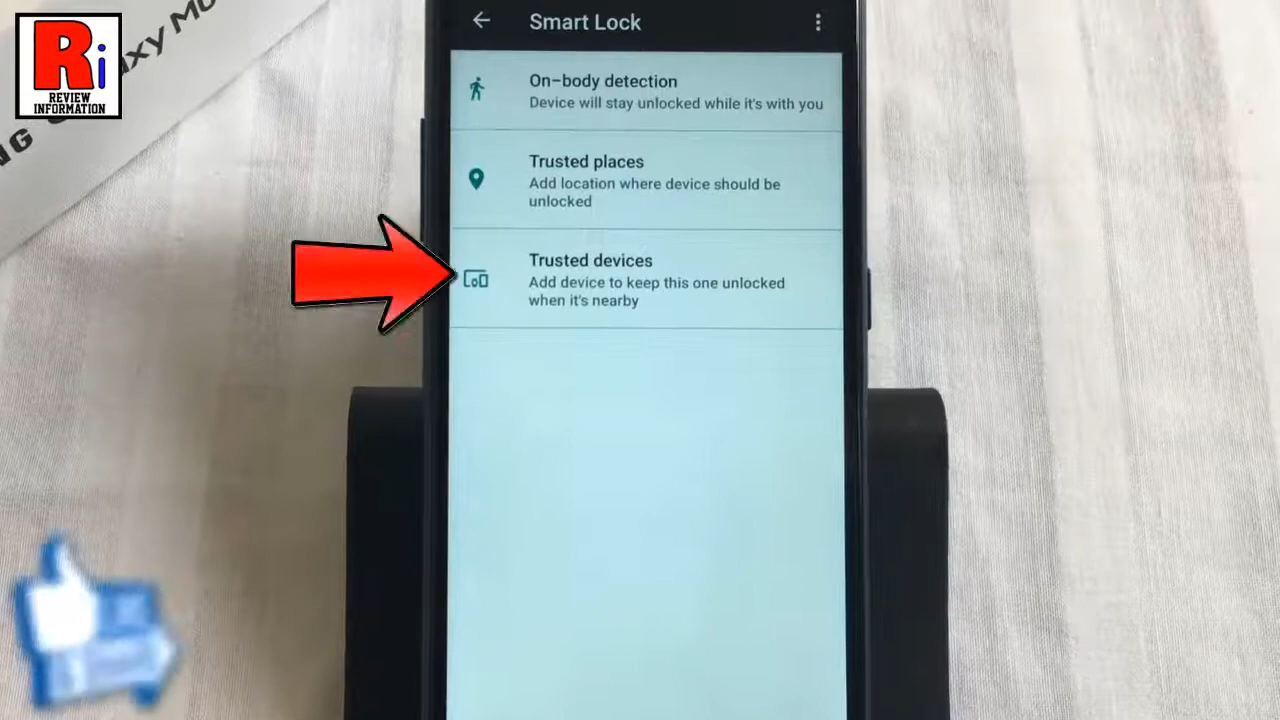 Ri
REVIEW
INFORMATION
Smart Lock
On-body detection
Device will stay unlocked while it's with you
Trusted places
Add location where device should be
unlocked
Trusted devices
Add device to keep this one unlocked
when it's nearby